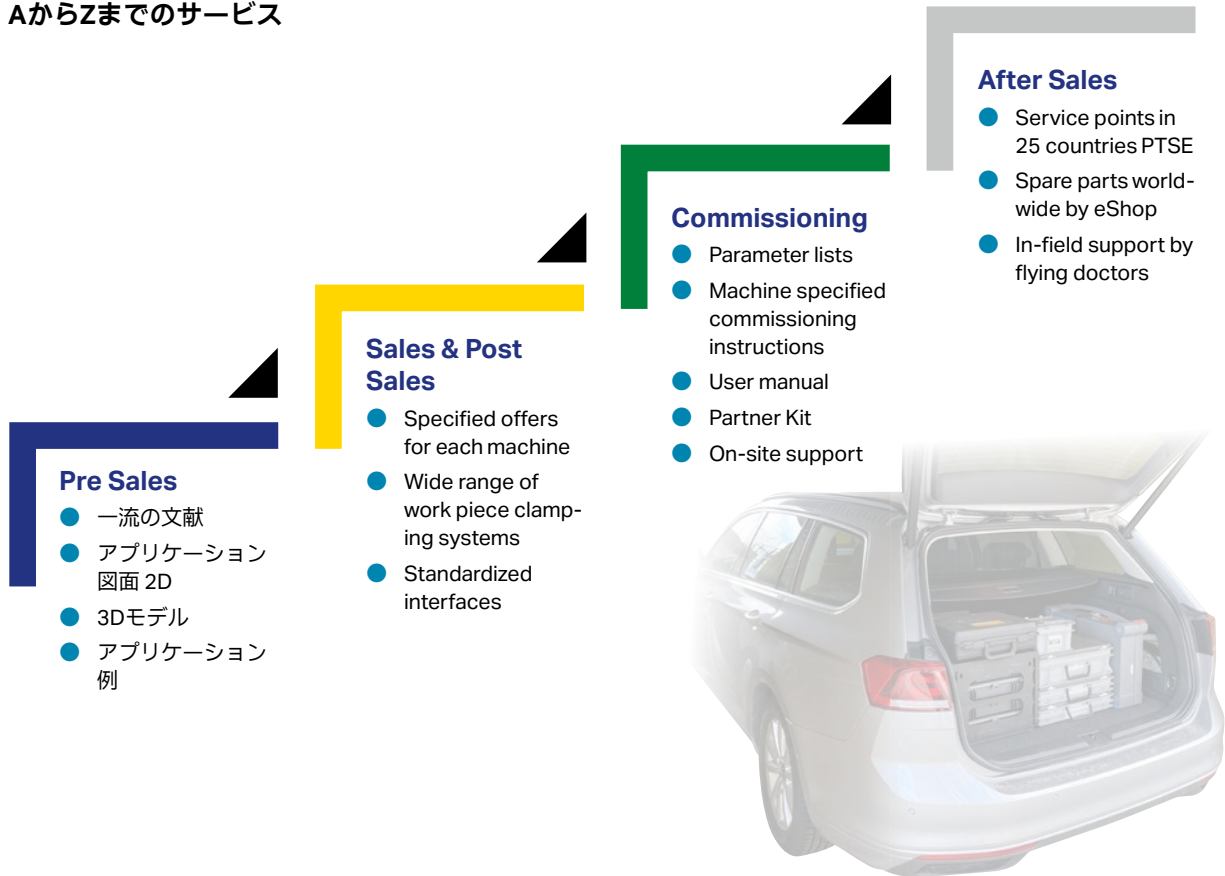 AからZまでのサービス
Pre Sales
一流の文献
アプリケーション
図面 2D
3Dモデル
アプリケーション
例
Sales & Post
Sales
Specified offers
for each machine
Wide range of
work piece clamp-
ing systems
Standardized
interfaces
Commissioning
Parameter lists
Machine specified
commissioning
instructions
User manual
Partner Kit
On-site support
After Sales
Service points in
25 countries PTSE
Spare parts world-
wide by eShop
In-field support by
flying doctors